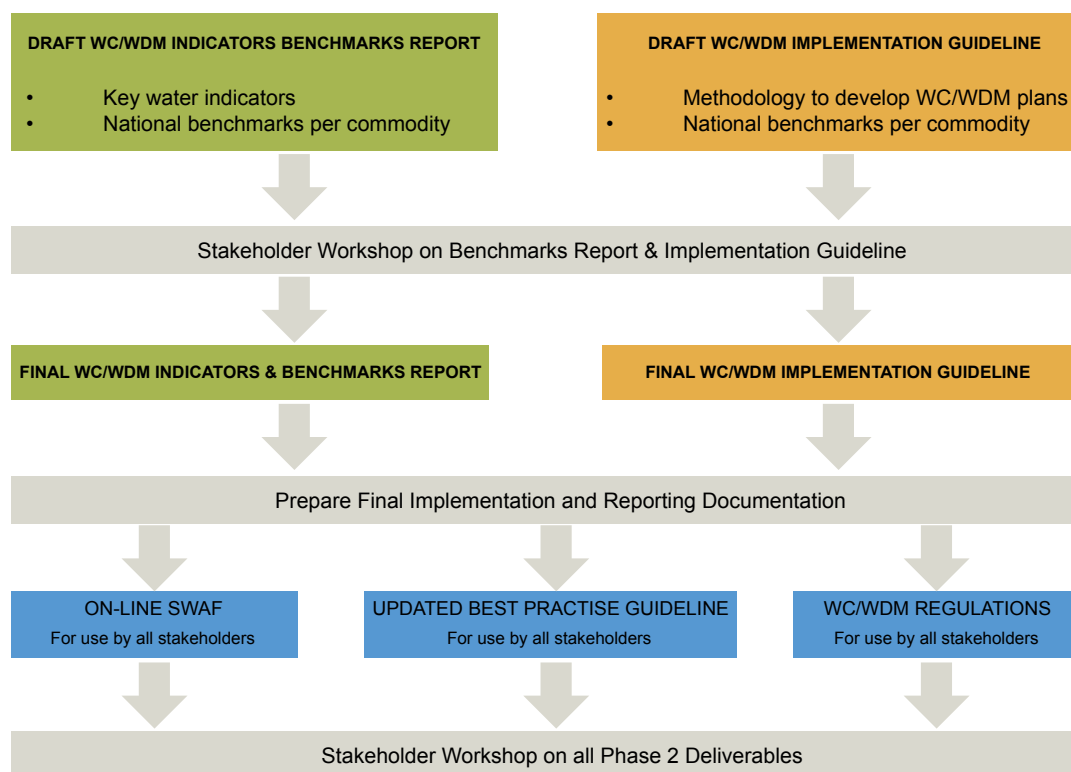 DRAFT WC/WDM INDICATORS BENCHMARKS REPORT
• Key water indicators
• National benchmarks per commodity
DRAFT WC/WDM IMPLEMENTATION GUIDELINE
• Methodology to develop WC/WDM plans
• National benchmarks per commodity
Stakeholder Workshop on Benchmarks Report & Implementation Guideline
FINAL WC/WDM INDICATORS & BENCHMARKS REPORT
FINAL WC/WDM IMPLEMENTATION GUIDELINE
Prepare Final Implementation and Reporting Documentation
ON-LINE SWAF
For use by all stakeholders
UPDATED BEST PRACTISE GUIDELINE
For use by all stakeholders
WC/WDM REGULATIONS
For use by all stakeholders
Stakeholder Workshop on all Phase 2 Deliverables